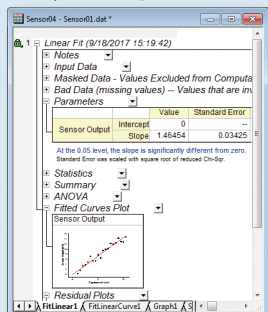 Sensor04 - Sensor01.dat *
1 Linear Fit (9/18/2017 15:19:42)
Notes
Input Data
Masked Data - Values Excluded from Computa
Bad Data (missing values) -- Values that are in
Parameters
Value Standard Error
Sensor Output Intercept 0 --
Slope 1.46454 0.03425
At the 0.05 level, the slope is significantly different from zero.
Standard Error was scaled with square root of reduced Chi-Sqr.
Statistics
Summary
ANOVA
Fitted Curves Plot
Sensor Output
Residual Plots
FitLinear1 FitLinearCurve1 Graph1 S